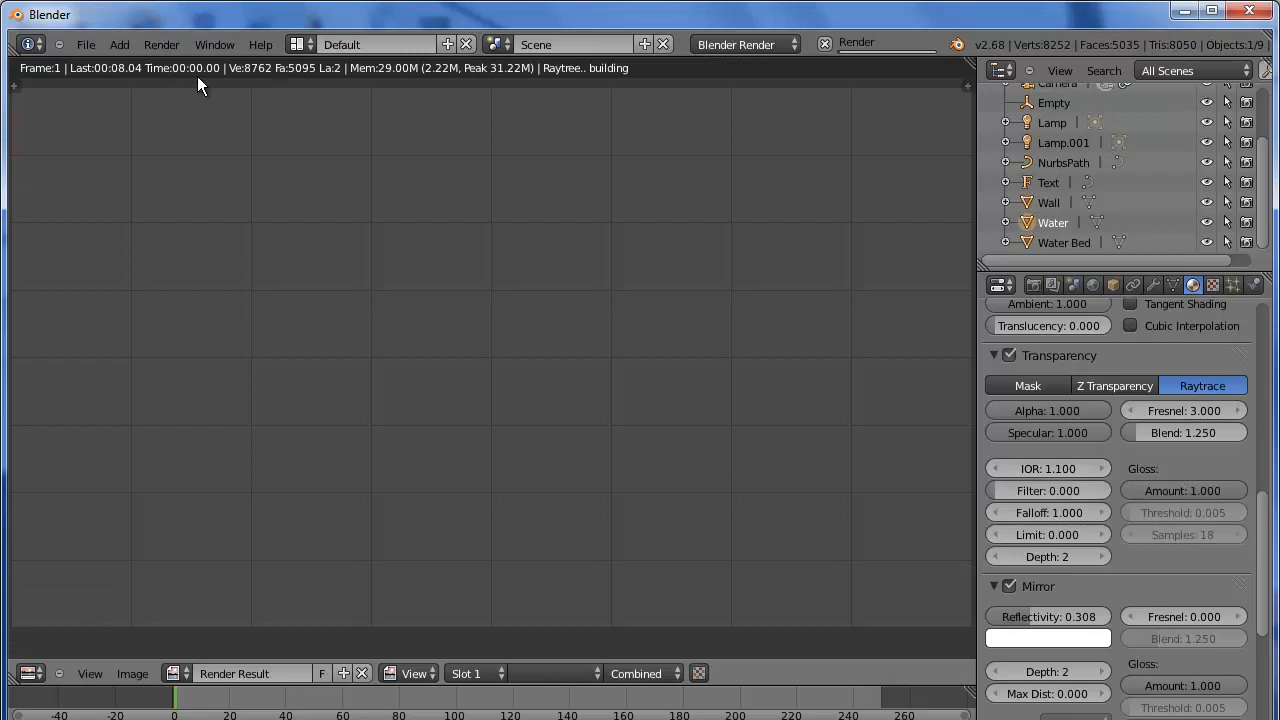 Blender
File Add Render Window Help Default Scene Blender Render Render v2.68 | Verts:8252 | Faces:5035 | Tris:8050 | Objects:1/9 |
Frame:1 | Last:00:08.04 Time:00:00.00 | Ve:8762 Fa:5095 La:2 | Mem:29.00M (2.22M, Peak 31.22M) | Raytree.. building
View Search All Scenes
Camera
Empty
Lamp
Lamp.001
NurbsPath
Text
Wall
Water
Water Bed
Ambient: 1.000 Tangent Shading
Translucency: 0.000 Cubic Interpolation
Transparency
Mask Z Transparency Raytrace
Alpha: 1.000 Fresnel: 3.000
Specular: 1.000 Blend: 1.250
IOR: 1.100 Gloss:
Filter: 0.000 Amount: 1.000
Falloff: 1.000 Threshold: 0.005
Limit: 0.000 Samples: 18
Depth: 2
Mirror
Reflectivity: 0.308 Fresnel: 0.000
Blend: 1.250
Depth: 2 Gloss:
Max Dist: 0.000 Amount: 1.000
Threshold: 0.005
View Image Render Result F View Slot 1 Combined
-40 -20 0 20 40 60 80 100 120 140 160 180 200 220 240 260